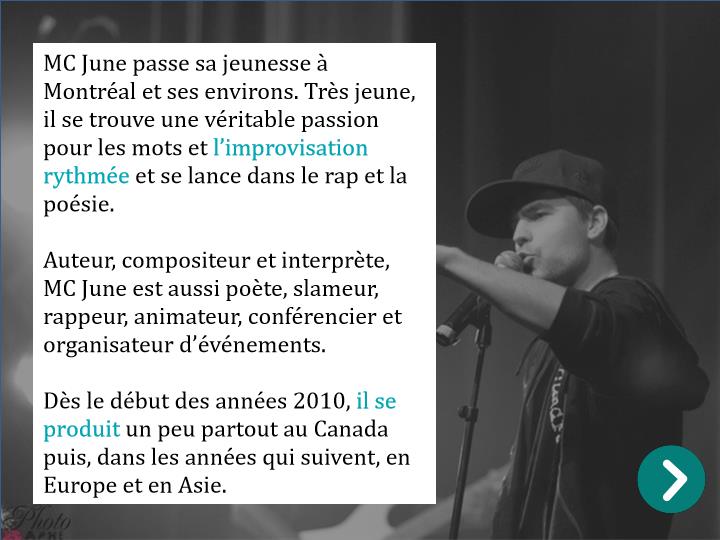 MC June passe sa jeunesse à
Montréal et ses environs. Très jeune,
il se trouve une véritable passion
pour les mots et l’improvisation
rythmée et se lance dans le rap et la
poésie.
Auteur, compositeur et interprète,
MC June est aussi poète, slameur,
rappeur, animateur, conférencier et
organisateur d’événements.
Dès le début des années 2010, il se
produit un peu partout au Canada
puis, dans les années qui suivent, en
Europe et en Asie.
Photo